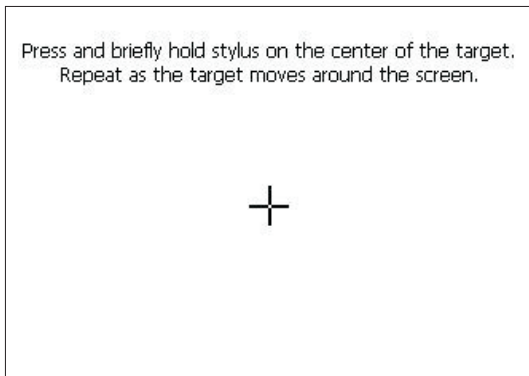 Press and briefly hold stylus on the center of the target.
Repeat as the target moves around the screen.